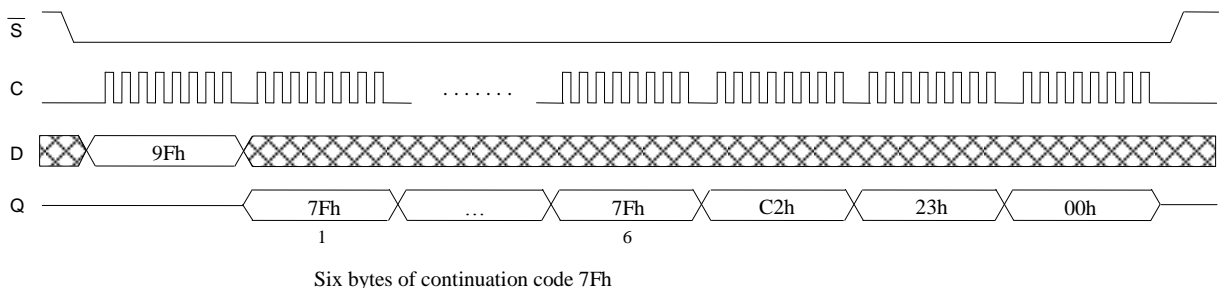 S
C
.......
D 9Fh
Q 7Fh ... 7Fh C2h 23h 00h
1 6
Six bytes of continuation code 7Fh